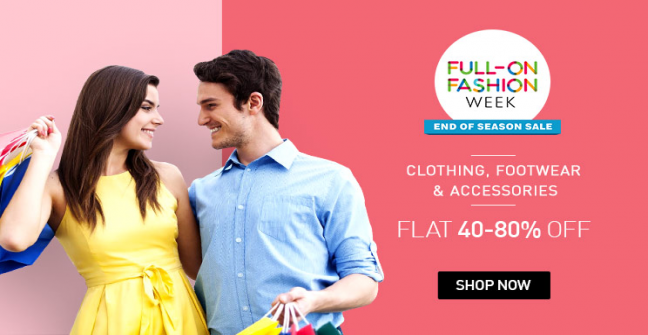 FULL-ON
FASHION
WEEK
END OF SEASON SALE
CLOTHING, FOOTWEAR
& ACCESSORIES
FLAT 40-80% OFF
SHOP NOW